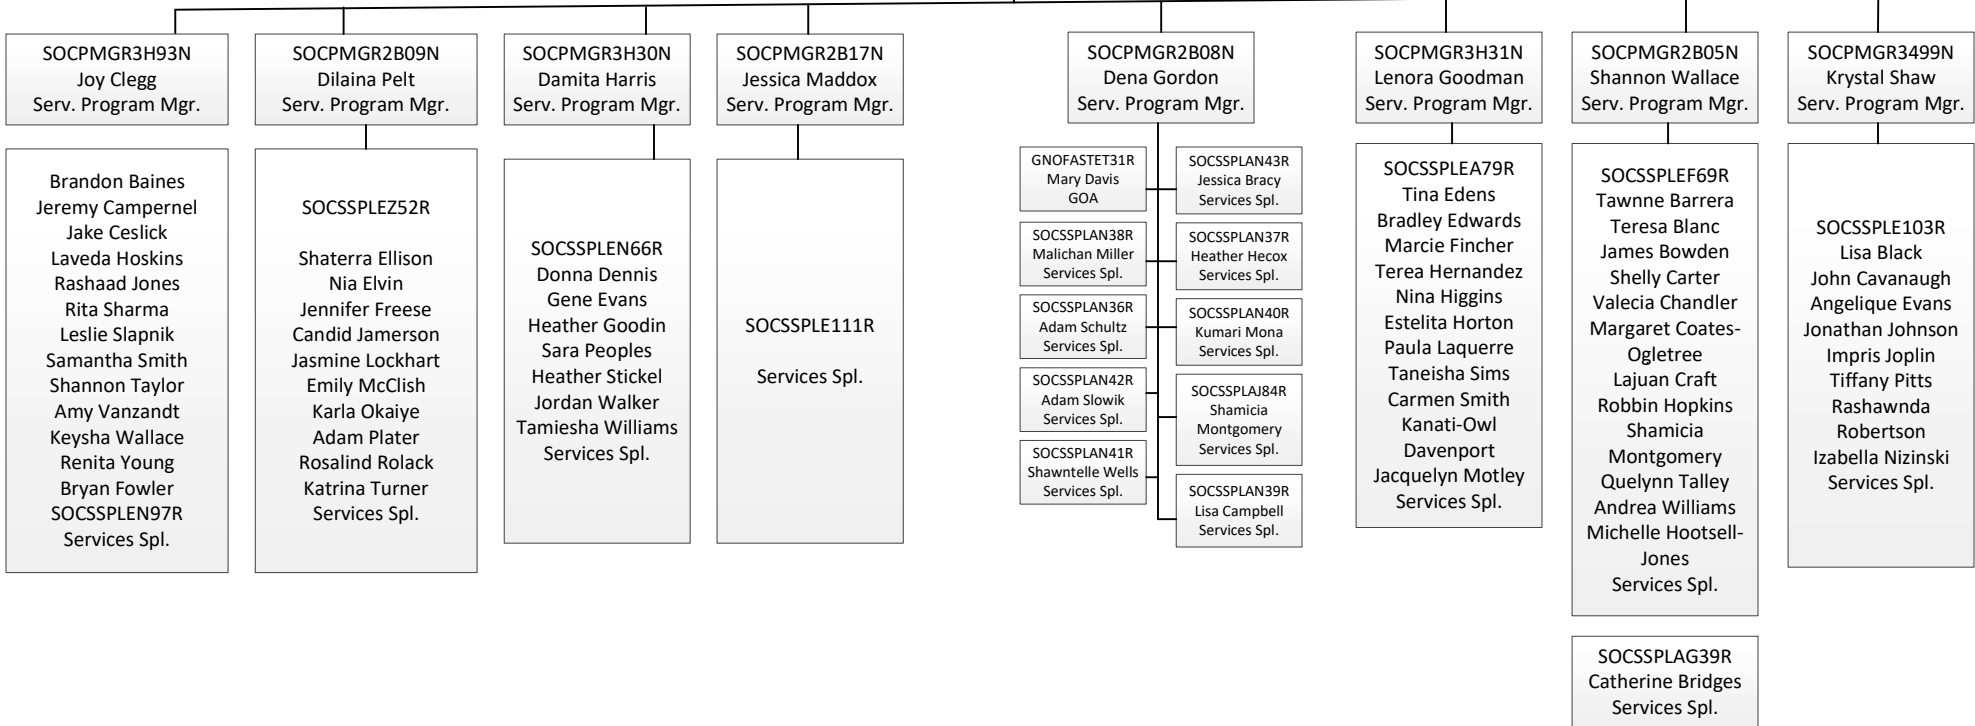 SOCPMGR3H93N
Joy Clegg
Serv. Program Mgr.
SOCPMGR2B09N
Dilaina Pelt
Serv. Program Mgr.
SOCPMGR3H30N
Damita Harris
Serv. Program Mgr.
SOCPMGR2B17N
Jessica Maddox
Serv. Program Mgr.
SOCPMGR2B08N
Dena Gordon
Serv. Program Mgr.
SOCPMGR3H31N
Lenora Goodman
Serv. Program Mgr.
SOCPMGR2B05N
Shannon Wallace
Serv. Program Mgr.
SOCPMGR3499N
Krystal Shaw
Serv. Program Mgr.
Brandon Baines
Jeremy Campernel
Jake Ceslick
Laveda Hoskins
Rashaad Jones
Rita Sharma
Leslie Slapnik
Samantha Smith
Shannon Taylor
Amy Vanzandt
Keysha Wallace
Renita Young
Bryan Fowler
SOCSSPLEN97R
Services Spl.
SOCSSPLEZ52R
Shaterra Ellison
Nia Elvin
Jennifer Freese
Candid Jamerson
Jasmine Lockhart
Emily McClish
Karla Okaiye
Adam Plater
Rosalind Rolack
Katrina Turner
Services Spl.
SOCSSPLEN66R
Donna Dennis
Gene Evans
Heather Goodin
Sara Peoples
Heather Stickel
Jordan Walker
Tamiesha Williams
Services Spl.
SOCSSPLE111R
Services Spl.
GNOFASTET31R
Mary Davis
GOA
SOCSSPLAN43R
Jessica Bracy
Services Spl.
SOCSSPLAN38R
Malichan Miller
Services Spl.
SOCSSPLAN37R
Heather Hecox
Services Spl.
SOCSSPLAN36R
Adam Schultz
Services Spl.
SOCSSPLAN40R
Kumari Mona
Services Spl.
SOCSSPLAN42R
Adam Slowik
Services Spl.
SOCSSPLAJ84R
Shamicia
Montgomery
Services Spl.
SOCSSPLAN41R
Shawntelle Wells
Services Spl.
SOCSSPLAN39R
Lisa Campbell
Services Spl.
SOCSSPLEA79R
Tina Edens
Bradley Edwards
Marcie Fincher
Terea Hernandez
Nina Higgins
Estelita Horton
Paula Laquerre
Taneisha Sims
Carmen Smith
Kanati-Owl
Davenport
Jacquelyn Motley
Services Spl.
SOCSSPLEF69R
Tawnne Barrera
Teresa Blanc
James Bowden
Shelly Carter
Valecia Chandler
Margaret Coates-
Ogletree
Lajuan Craft
Robbin Hopkins
Shamicia
Montgomery
Quelynn Talley
Andrea Williams
Michelle Hootsell-
Jones
Services Spl.
SOCSSPLE103R
Lisa Black
John Cavanaugh
Angelique Evans
Jonathan Johnson
Impris Joplin
Tiffany Pitts
Rashawnda
Robertson
Izabella Nizinski
Services Spl.
SOCSSPLAG39R
Catherine Bridges
Services Spl.